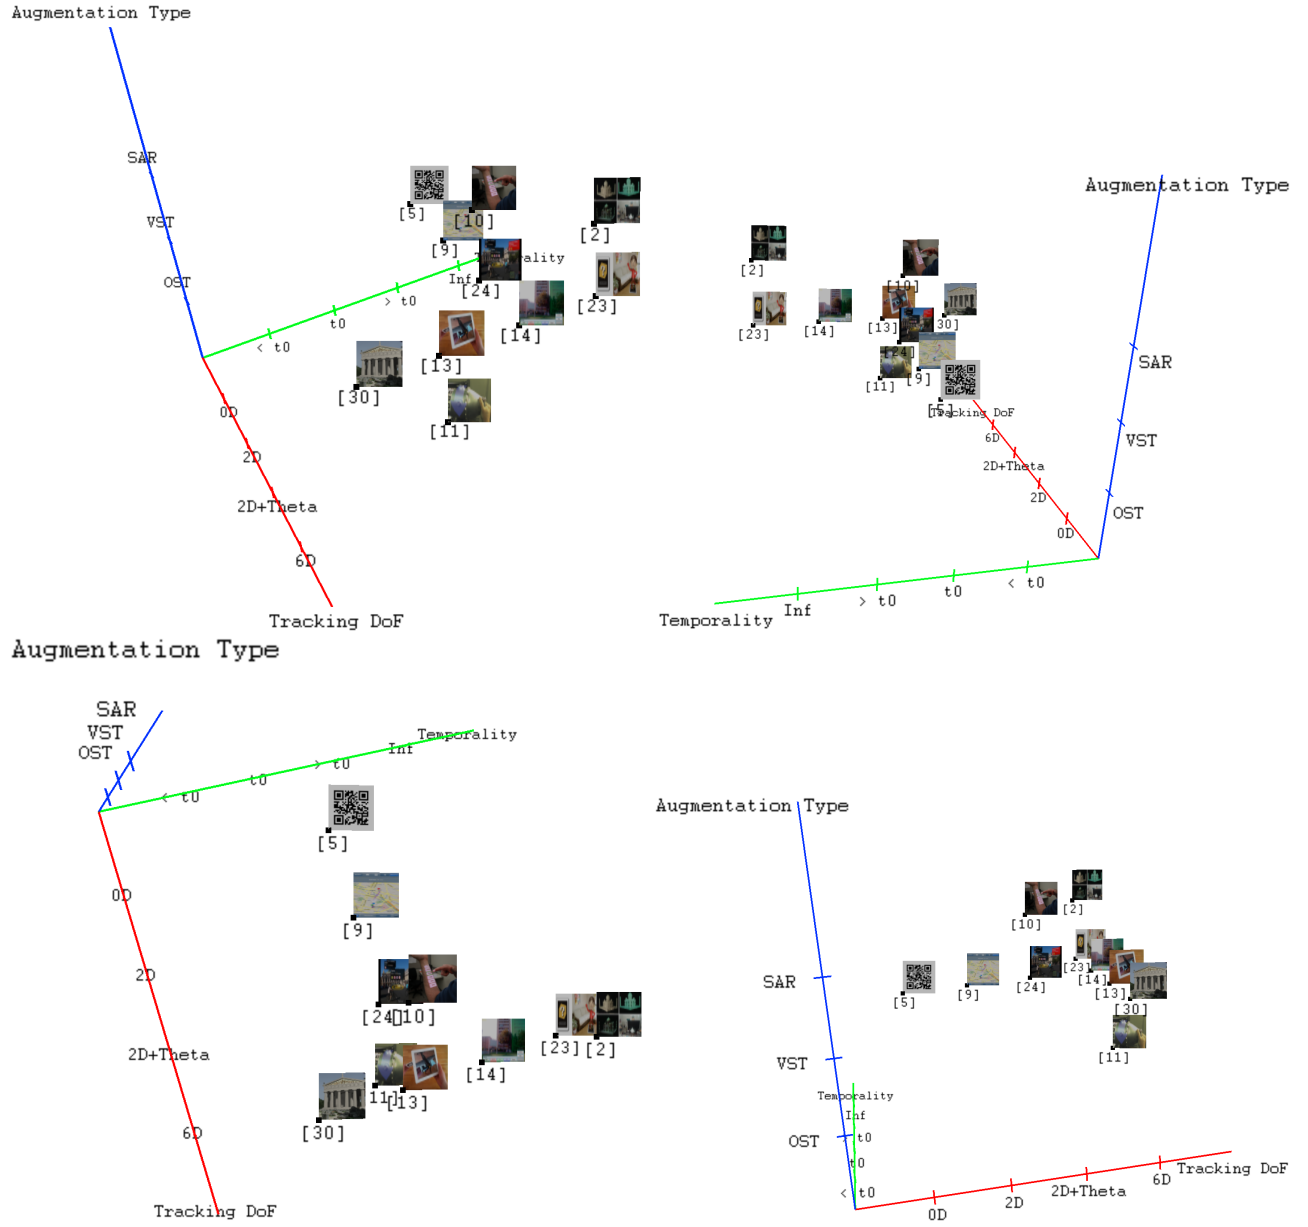 Augmentation Type
SAR
VST
OST
< t0
t0
> t0
Inf
0D
2D
2D+Theta
6D
Tracking DoF
[5]
[10]
[9]
[2]
[24]
[23]
[14]
[13]
[30]
[11]
Augmentation Type
SAR
VST
OST
Tracking DoF
6D
2D+Theta
2D
0D
< t0
t0
> t0
Inf
Temporality
[2]
[23]
[14]
[13]
[10]
30]
[24]
[11]
[9]
[5]
Augmentation Type
SAR
VST
OST
< t0
t0
> t0
Inf
Temporality
0D
2D
2D+Theta
6D
Tracking DoF
[5]
[9]
[24]
[10]
[23]
[2]
[14]
11]
[13]
[30]
Augmentation Type
SAR
VST
OST
Temporality
Inf
> t0
t0
< t0
0D
2D
2D+Theta
6D
Tracking DoF
[10]
[2]
[5]
[9]
[24]
[23]
[14]
[13]
[30]
[11]